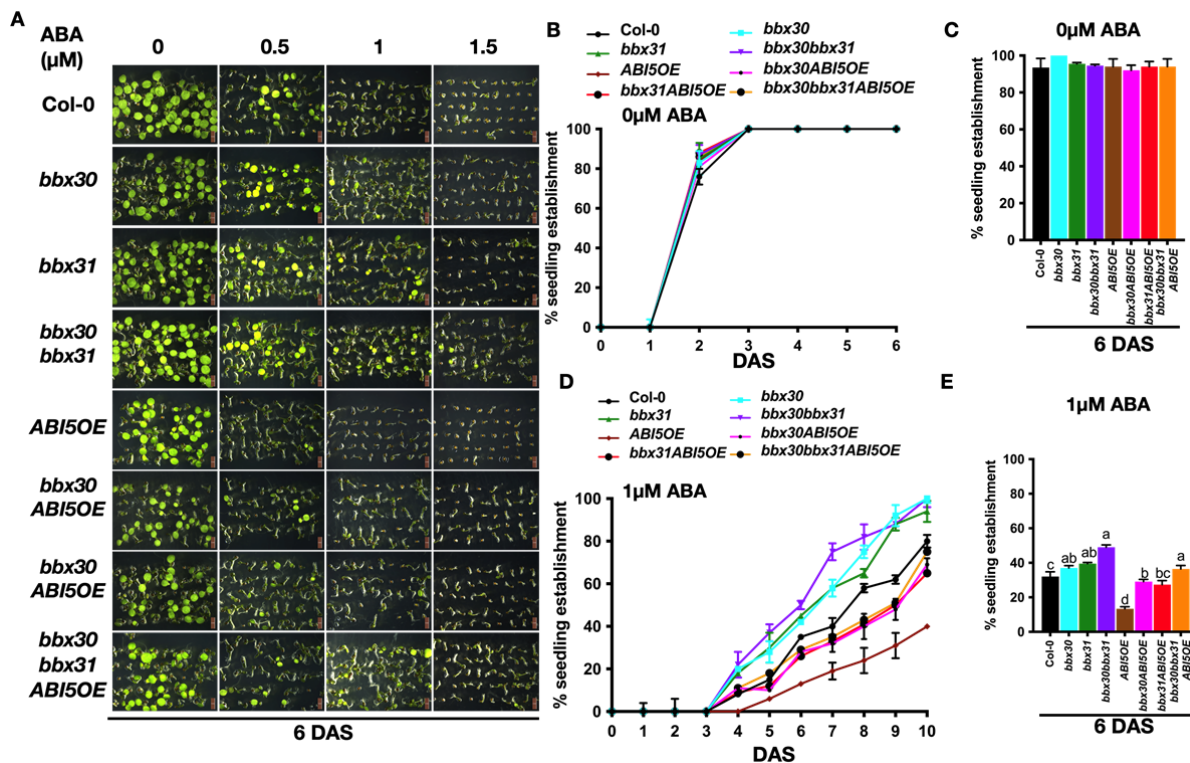 A
ABA
(µM)
0
0.5
1
1.5
Col-0
bbx30
bbx31
bbx30
bbx31
ABI5OE
bbx30
ABI5OE
bbx30
ABI5OE
bbx30
bbx31
ABI5OE
6 DAS
B
Col-0
bbx30
bbx31
bbx30bbx31
ABI5OE
bbx30ABI5OE
bbx31ABI5OE
bbx30bbx31ABI5OE
0µM ABA
% seedling establishment
100
80
60
40
20
0
0 1 2 3 4 5 6
DAS
C
0µM ABA
% seedling establishment
100
80
60
40
20
0
Col-0
bbx30
bbx31
bbx30bbx31
ABI5OE
bbx30ABI5OE
bbx31ABI5OE
bbx30bbx31
ABI5OE
6 DAS
D
Col-0
bbx30
bbx31
bbx30bbx31
ABI5OE
bbx30ABI5OE
bbx31ABI5OE
bbx30bbx31ABI5OE
1µM ABA
% seedling establishment
100
80
60
40
20
0
0 1 2 3 4 5 6 7 8 9 10
DAS
E
1µM ABA
% seedling establishment
100
80
60
40
20
0
c ab ab a d b bc a
Col-0
bbx30
bbx31
bbx30bbx31
ABI5OE
bbx30ABI5OE
bbx31ABI5OE
bbx30bbx31
ABI5OE
6 DAS